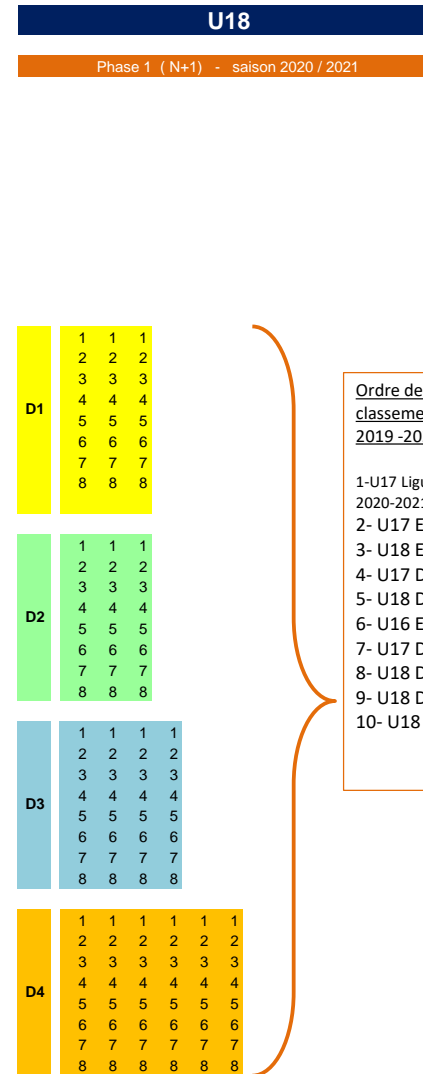 U18
Phase 1 ( N+1) - saison 2020 / 2021
D1
1 1 1
2 2 2
3 3 3
4 4 4
5 5 5
6 6 6
7 7 7
8 8 8
D2
1 1 1
2 2 2
3 3 3
4 4 4
5 5 5
6 6 6
7 7 7
8 8 8
D3
1 1 1 1
2 2 2 2
3 3 3 3
4 4 4 4
5 5 5 5
6 6 6 6
7 7 7 7
8 8 8 8
D4
1 1 1 1 1 1
2 2 2 2 2 2
3 3 3 3 3 3
4 4 4 4 4 4
5 5 5 5 5 5
6 6 6 6 6 6
7 7 7 7 7 7
8 8 8 8 8 8
Ordre de
classeme
2019 -20
1-U17 Ligu
2020-2021
2- U17 E
3- U18 E
4- U17 D
5- U18 D
6- U16 E
7- U17 D
8- U18 D
9- U18 D
10- U18